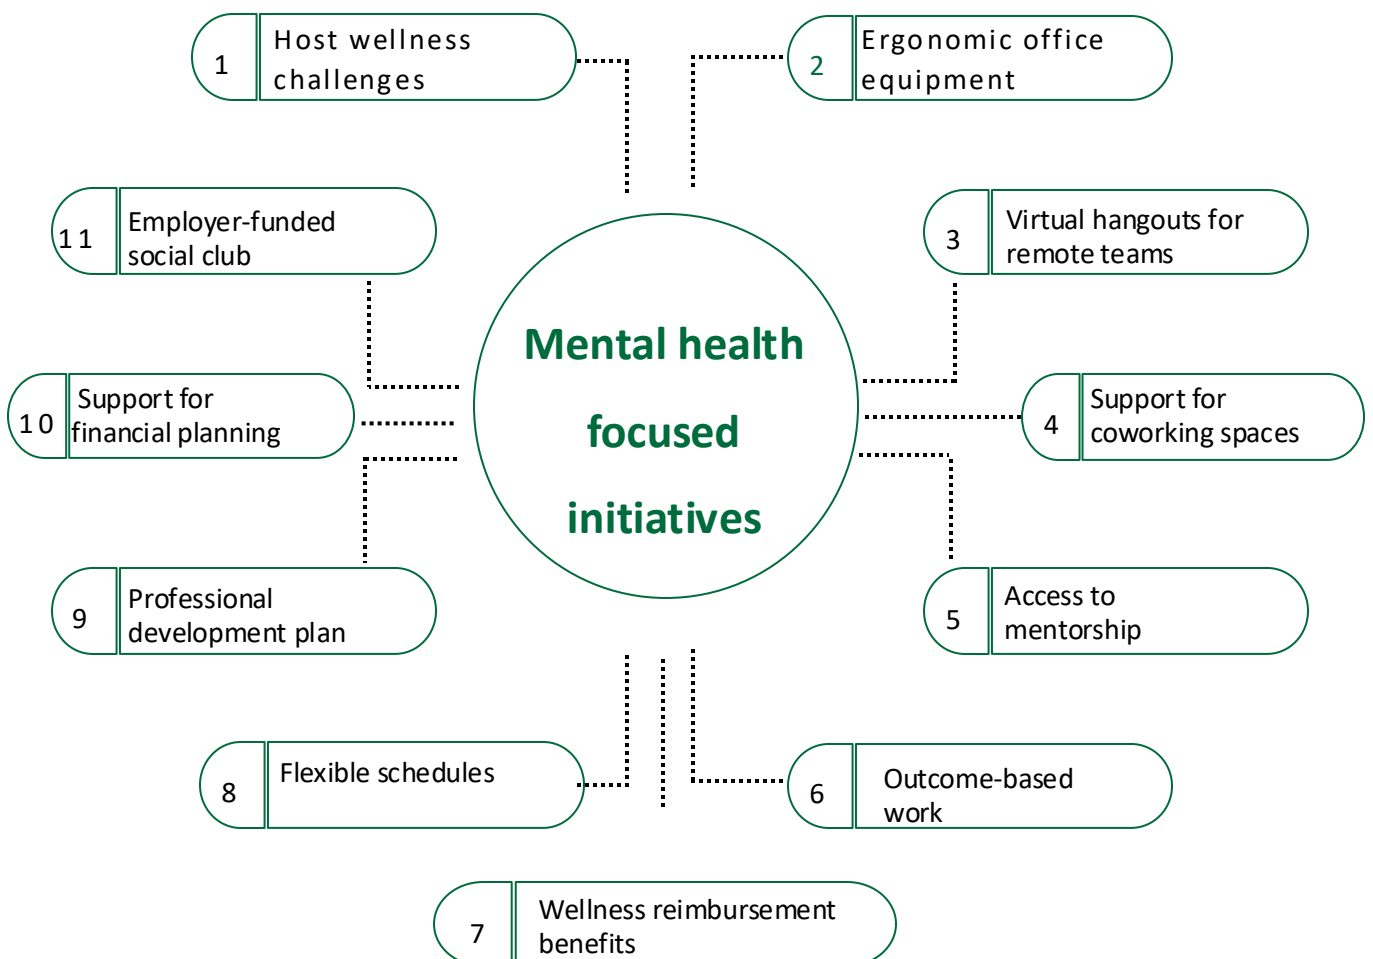 1
Host wellness
challenges
2
Ergonomic office
equipment
11
Employer-funded
social club
3
Virtual hangouts for
remote teams
Mental health
focused
initiatives
10
Support for
financial planning
4
Support for
coworking spaces
9
Professional
development plan
5
Access to
mentorship
8
Flexible schedules
6
Outcome-based
work
7
Wellness reimbursement
benefits